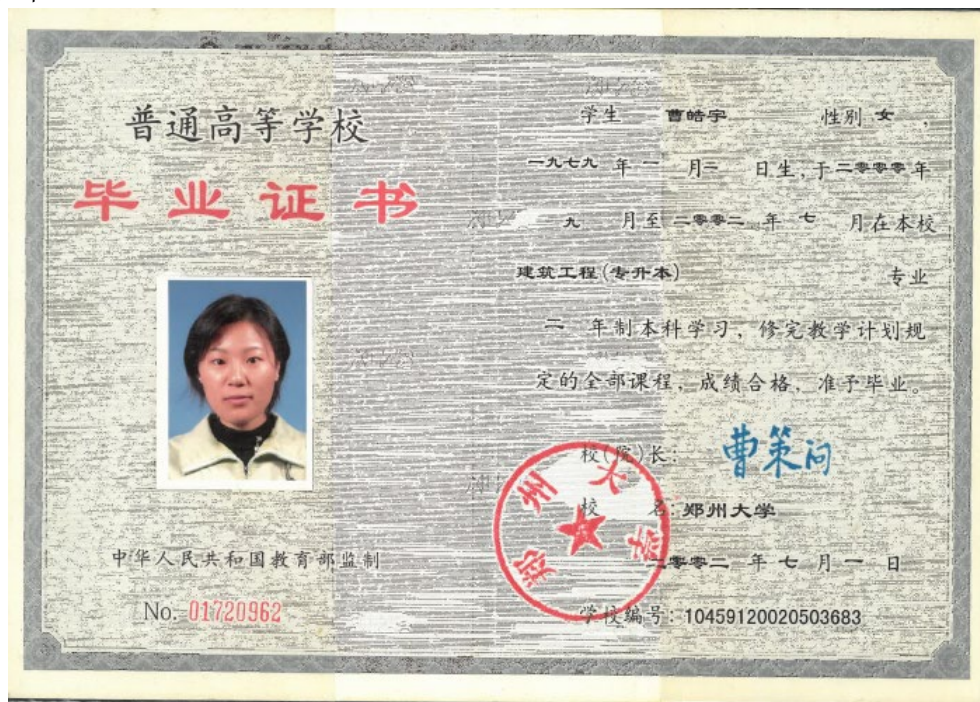 普通高等学校
毕业证书
中华人民共和国教育部监制
No. 01720962
学生 曹皓宇 性别 女 ,
一九七九 年 一 月二 日生,于二零零零年
九 月至 二零零二 年 七 月在本校
建筑工程(专升本) 专业
二 年制本科学习, 修完教学计划规
定的全部课程, 成绩合格, 准予毕业。
校(院)长: 曹策问
校 名: 郑州大学
郑州大学
二零零二 年 七 月 一 日
学校编号: 10459120020503683